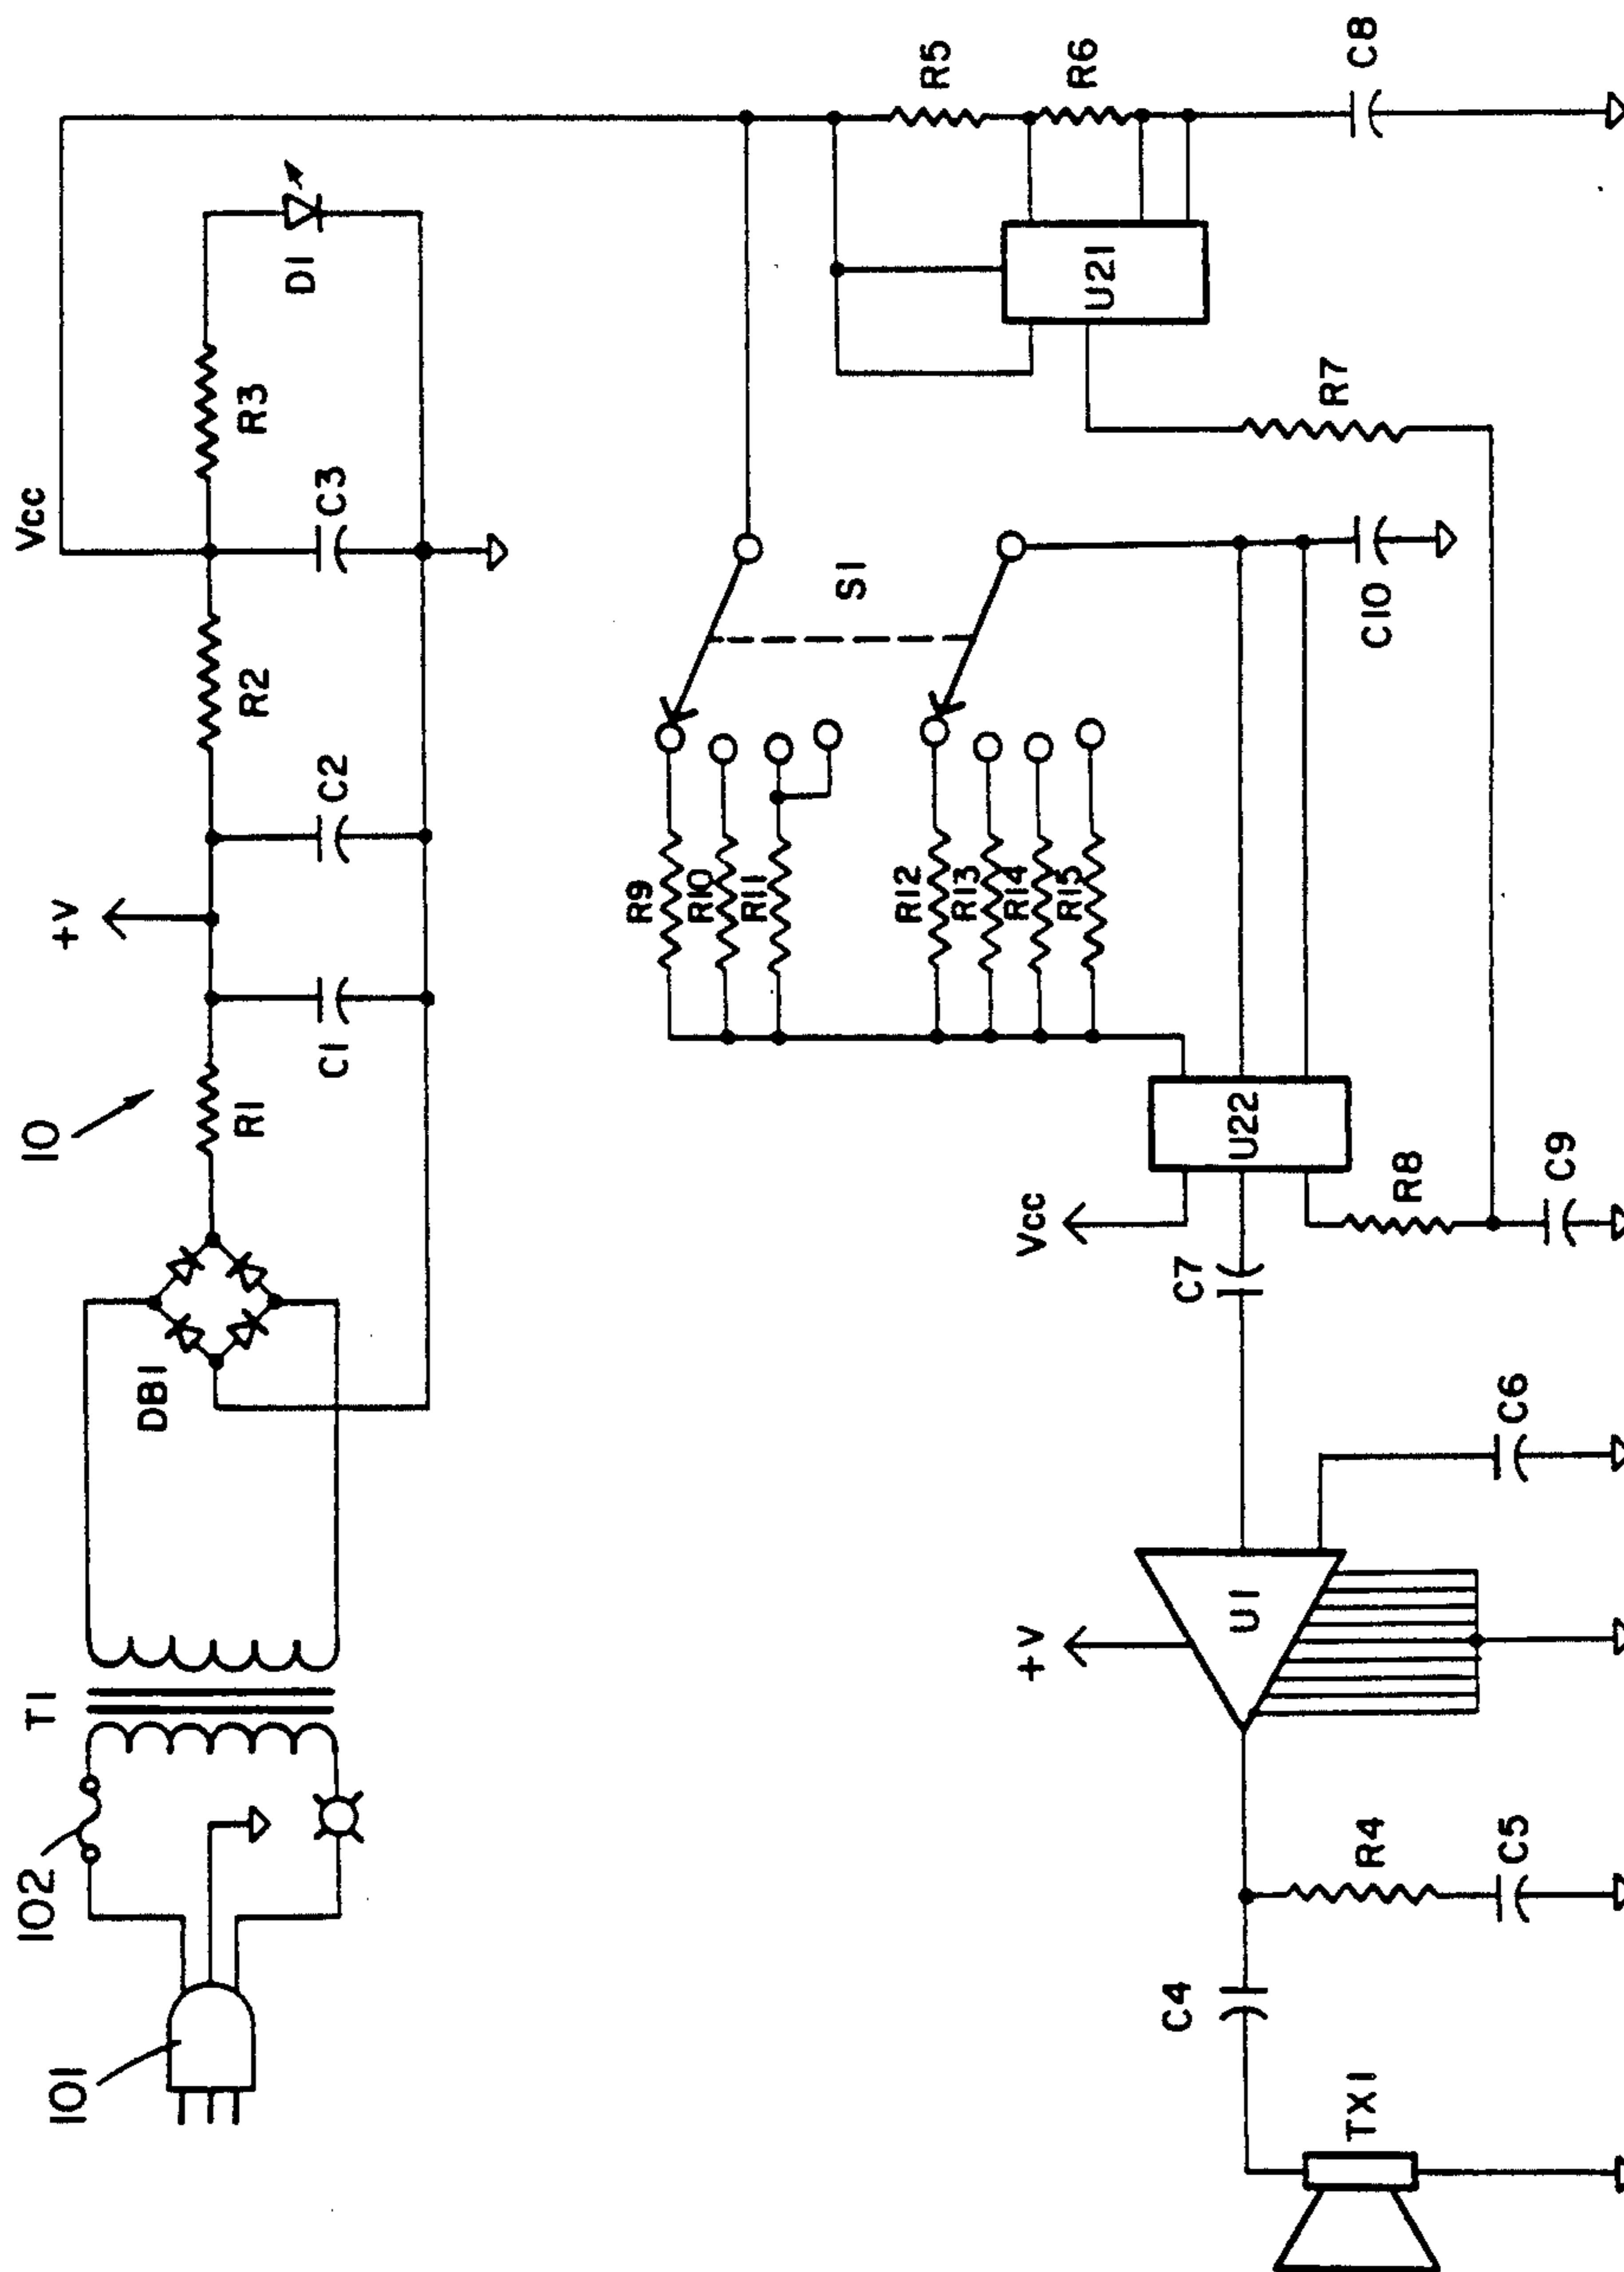 101
102
T1
DB1
10
R1
C1
+V
C2
R2
Vcc
C3
R3
D1
R9
R10
R11
R12
R13
R14
R15
S1
R5
R6
C8
U21
R7
C10
U22
Vcc
R8
C9
C7
C6
U1
+V
R4
C5
C4
TX1